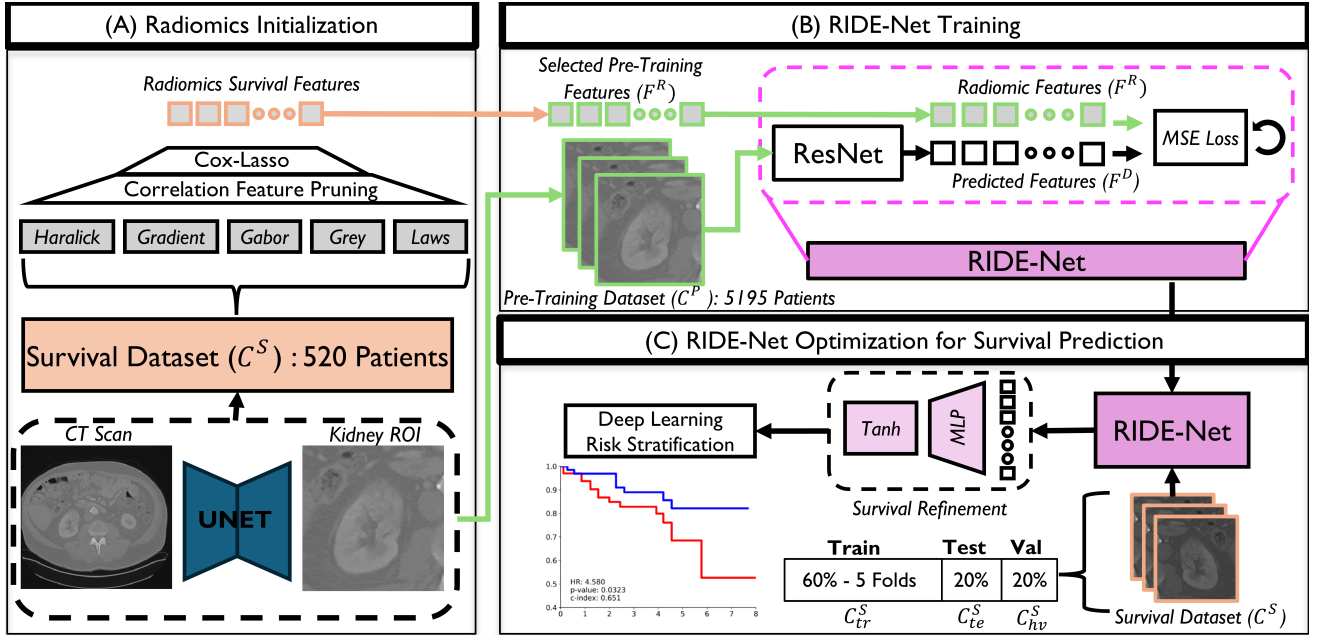 (A) Radiomics Initialization
Radiomics Survival Features
Cox-Lasso
Correlation Feature Pruning
Haralick
Gradient
Gabor
Grey
Laws
Survival Dataset (C^S) : 520 Patients
CT Scan
Kidney ROI
UNET
(B) RIDE-Net Training
Selected Pre-Training
Features (F^R)
Radiomic Features (F^R)
ResNet
MSE Loss
Predicted Features (F^D)
RIDE-Net
Pre-Training Dataset (C^P): 5195 Patients
(C) RIDE-Net Optimization for Survival Prediction
Deep Learning
Risk Stratification
Tanh
MLP
RIDE-Net
Survival Refinement
1.0
0.9
0.8
0.7
0.6
0.5
0.4
HR: 4.580
p-value: 0.0323
c-index: 0.651
0 1 2 3 4 5 6 7 8
Train Test Val
60% - 5 Folds 20% 20%
C^S_tr C^S_te C^S_hv
Survival Dataset (C^S)